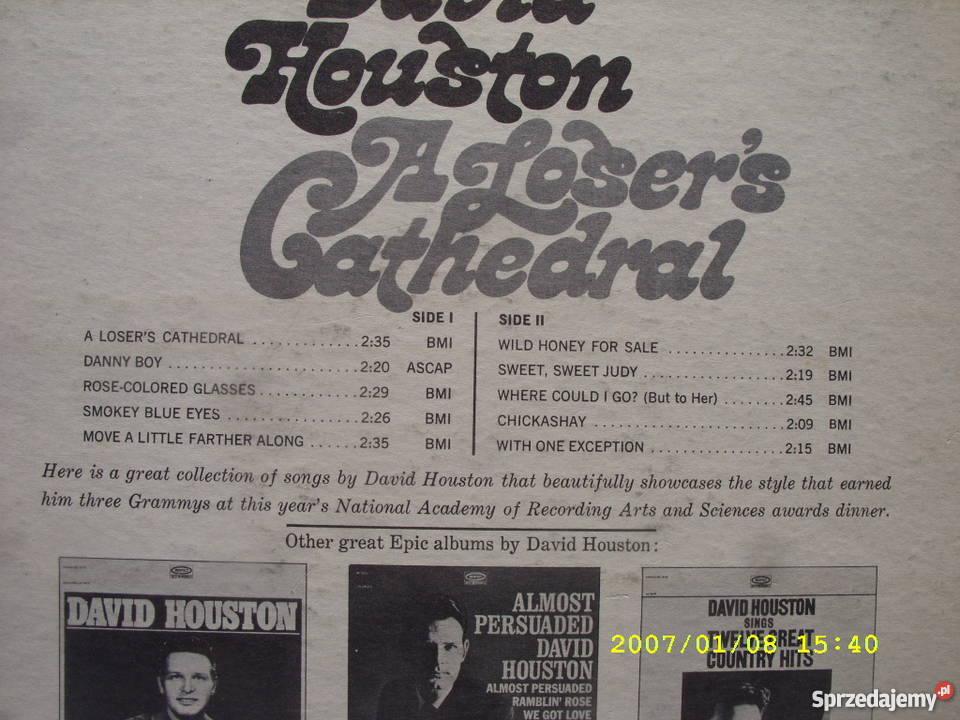 David
Houston
A Loser's
Cathedral
SIDE I
A LOSER'S CATHEDRAL .............2:35 BMI
DANNY BOY ........................2:20 ASCAP
ROSE-COLORED GLASSES ............2:29 BMI
SMOKEY BLUE EYES ................2:26 BMI
MOVE A LITTLE FARTHER ALONG ......2:35 BMI
SIDE II
WILD HONEY FOR SALE ..............2:32 BMI
SWEET, SWEET JUDY .................2:19 BMI
WHERE COULD I GO? (But to Her) ........2:45 BMI
CHICKASHAY .......................2:09 BMI
WITH ONE EXCEPTION ................2:15 BMI
Here is a great collection of songs by David Houston that beautifully showcases the style that earned
him three Grammys at this year's National Academy of Recording Arts and Sciences awards dinner.
Other great Epic albums by David Houston:
DAVID HOUSTON
ALMOST
PERSUADED
DAVID
HOUSTON
ALMOST PERSUADED
RAMBLIN' ROSE
WE GOT LOVE
DAVID HOUSTON
SINGS
TWELVE GREAT
COUNTRY HITS
2007/01/08 15:40
Sprzedajemy.pl